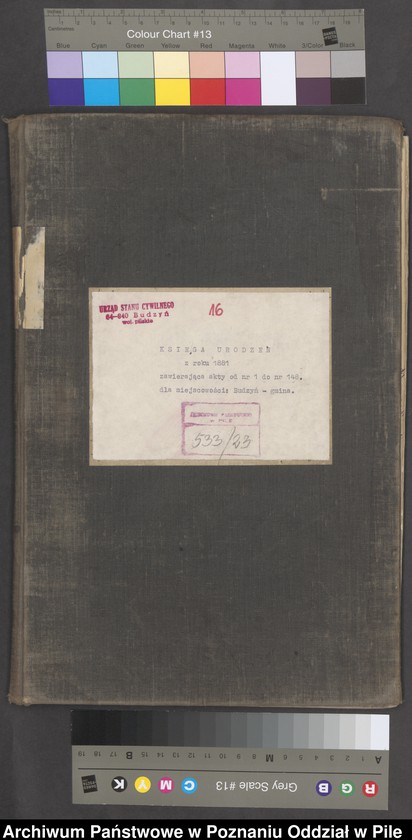 Centimetres
Colour Chart #13
Blue Cyan Green Yellow Red Magenta White 3/Color Black
URZĄD STANU CYWILNEGO
64-840 Budzyń
woj. pilskie
16
KSIĘGA URODZEŃ
z roku 1881
zawierająca akty od nr 1 do nr 148.
dla miejscowości: Budzyń - gmina.
533/23
Grey Scale #13
R G B C M Y K
A M B
Archiwum Państwowe w Poznaniu Oddział w Pile